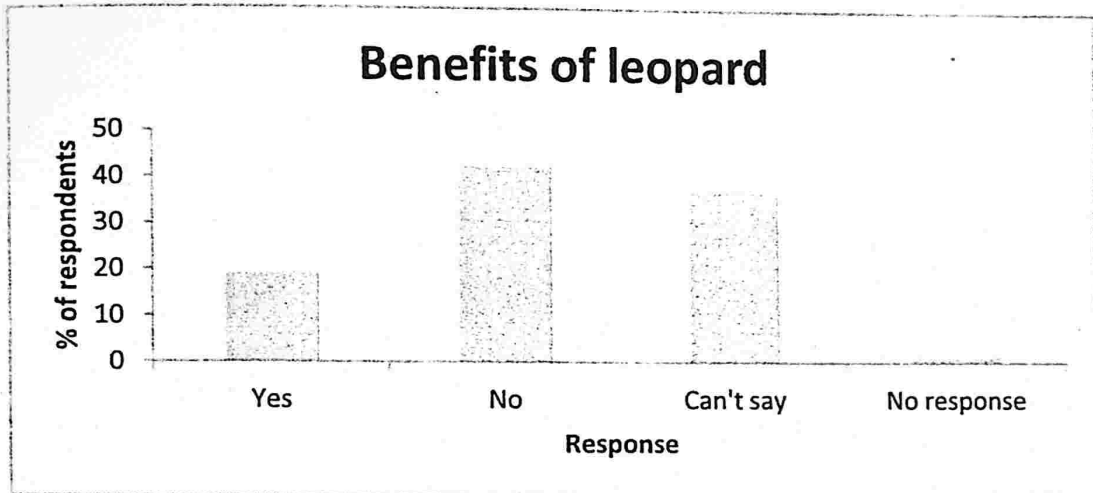 Benefits of leopard
% of respondents
50
40
30
20
10
0
Yes No Can't say No response
Response